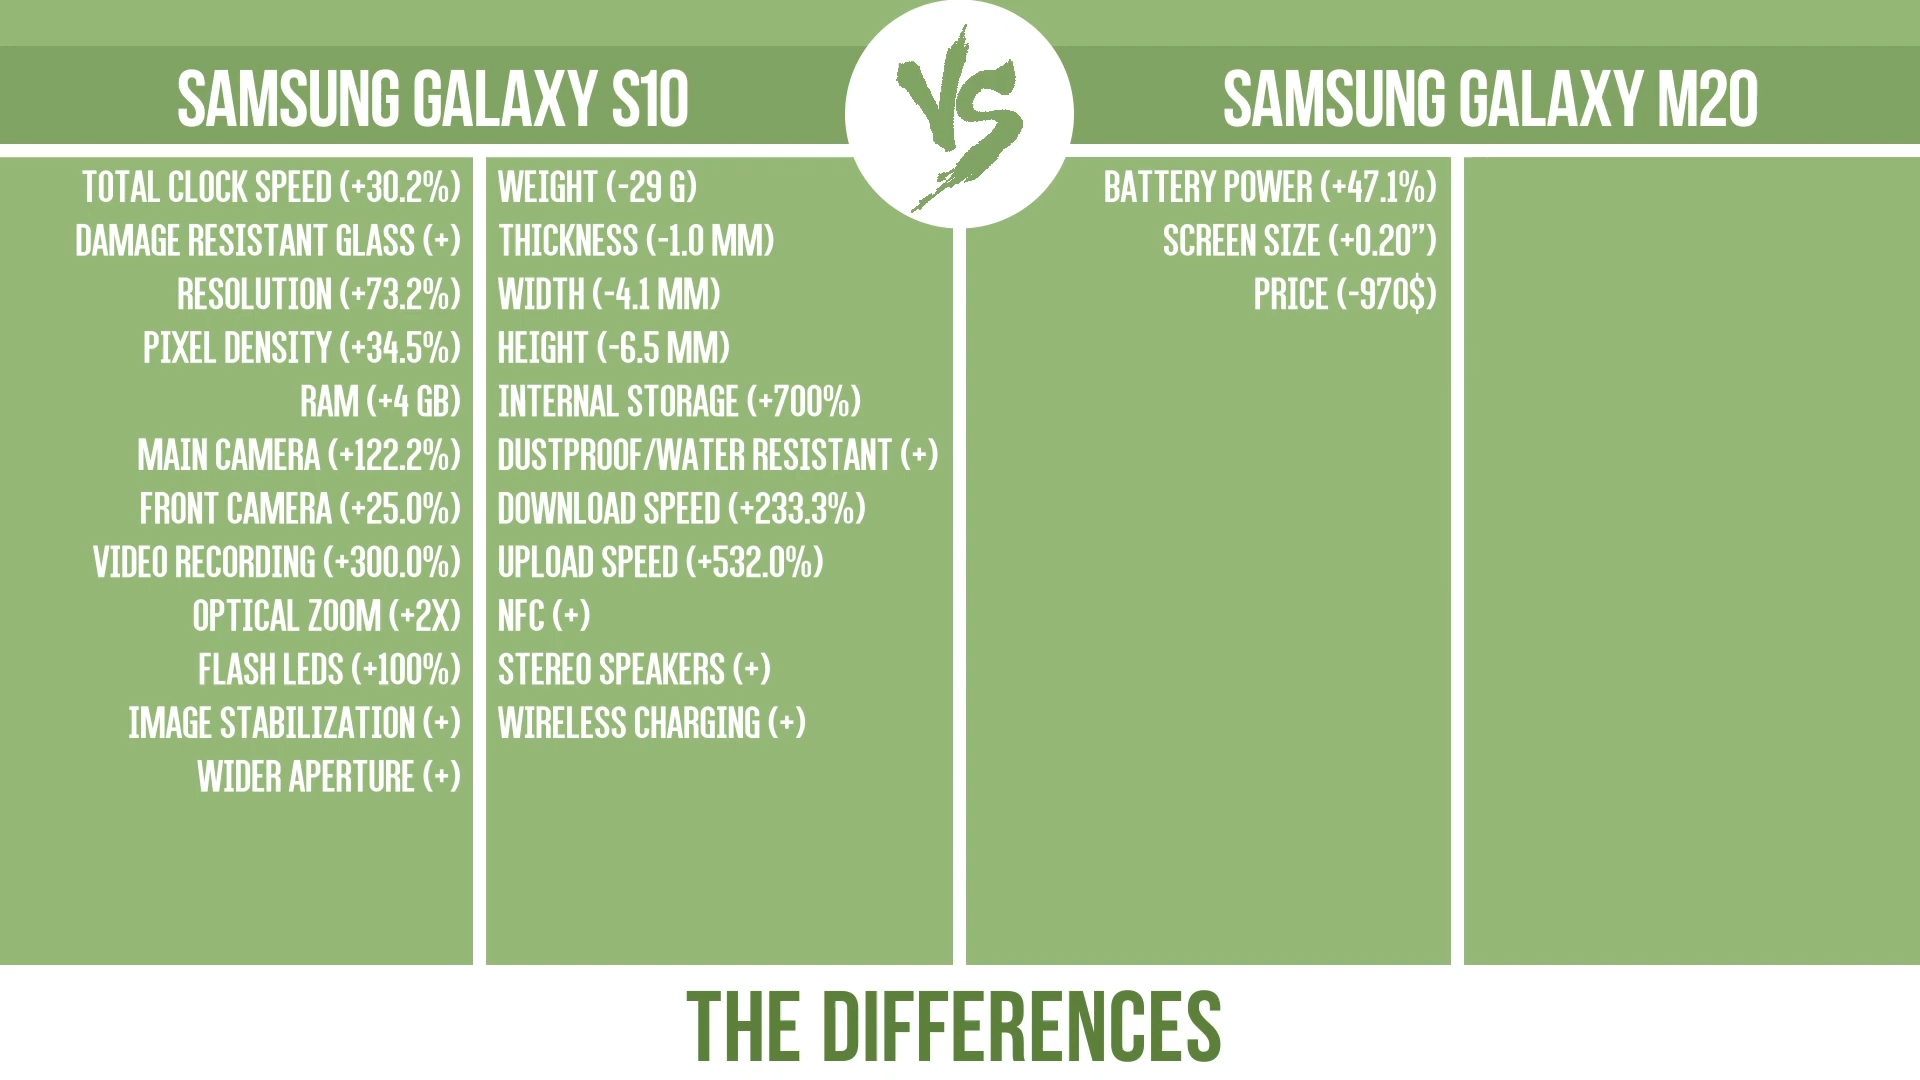 SAMSUNG GALAXY S10
VS
SAMSUNG GALAXY M20
TOTAL CLOCK SPEED (+30.2%)
DAMAGE RESISTANT GLASS (+)
RESOLUTION (+73.2%)
PIXEL DENSITY (+34.5%)
RAM (+4 GB)
MAIN CAMERA (+122.2%)
FRONT CAMERA (+25.0%)
VIDEO RECORDING (+300.0%)
OPTICAL ZOOM (+2X)
FLASH LEDS (+100%)
IMAGE STABILIZATION (+)
WIDER APERTURE (+)
WEIGHT (-29 G)
THICKNESS (-1.0 MM)
WIDTH (-4.1 MM)
HEIGHT (-6.5 MM)
INTERNAL STORAGE (+700%)
DUSTPROOF/WATER RESISTANT (+)
DOWNLOAD SPEED (+233.3%)
UPLOAD SPEED (+532.0%)
NFC (+)
STEREO SPEAKERS (+)
WIRELESS CHARGING (+)
BATTERY POWER (+47.1%)
SCREEN SIZE (+0.20”)
PRICE (-970$)
THE DIFFERENCES